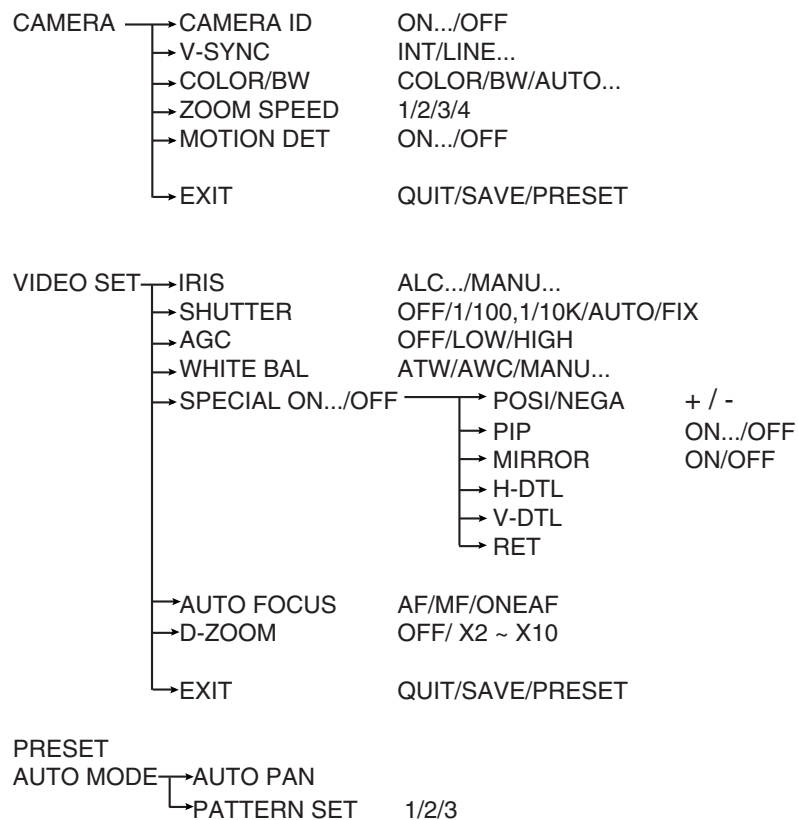 CAMERA CAMERA ID ON.../OFF
V-SYNC INT/LINE...
COLOR/BW COLOR/BW/AUTO...
ZOOM SPEED 1/2/3/4
MOTION DET ON.../OFF
EXIT QUIT/SAVE/PRESET
VIDEO SET IRIS ALC.../MANU...
SHUTTER OFF/1/100,1/10K/AUTO/FIX
AGC OFF/LOW/HIGH
WHITE BAL ATW/AWC/MANU...
SPECIAL ON.../OFF POSI/NEGA + / -
PIP ON.../OFF
MIRROR ON/OFF
H-DTL
V-DTL
RET
AUTO FOCUS AF/MF/ONEAF
D-ZOOM OFF/ X2 ~ X10
EXIT QUIT/SAVE/PRESET
PRESET
AUTO MODE AUTO PAN
PATTERN SET 1/2/3